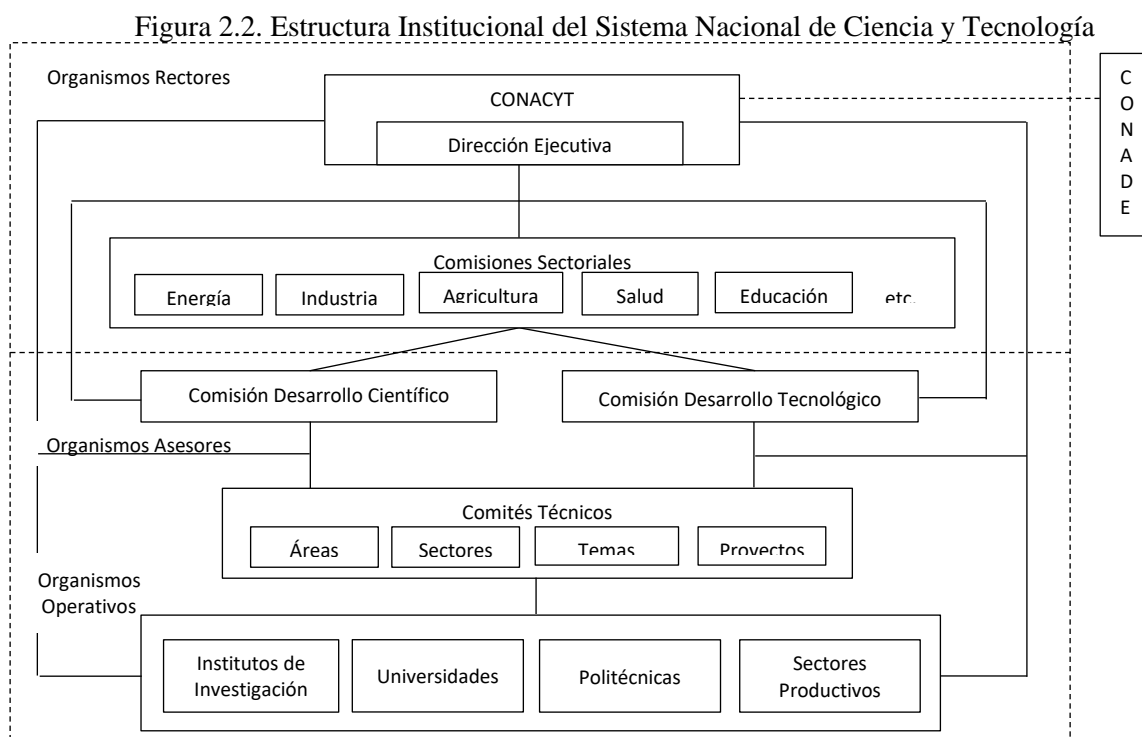 Figura 2.2. Estructura Institucional del Sistema Nacional de Ciencia y Tecnología
Organismos Rectores
CONACYT
Dirección Ejecutiva
C
O
N
A
D
E
Comisiones Sectoriales
Energía
Industria
Agricultura
Salud
Educación
etc.
Comisión Desarrollo Científico
Comisión Desarrollo Tecnológico
Organismos Asesores
Comités Técnicos
Áreas
Sectores
Temas
Proyectos
Organismos
Operativos
Institutos de
Investigación
Universidades
Politécnicas
Sectores
Productivos